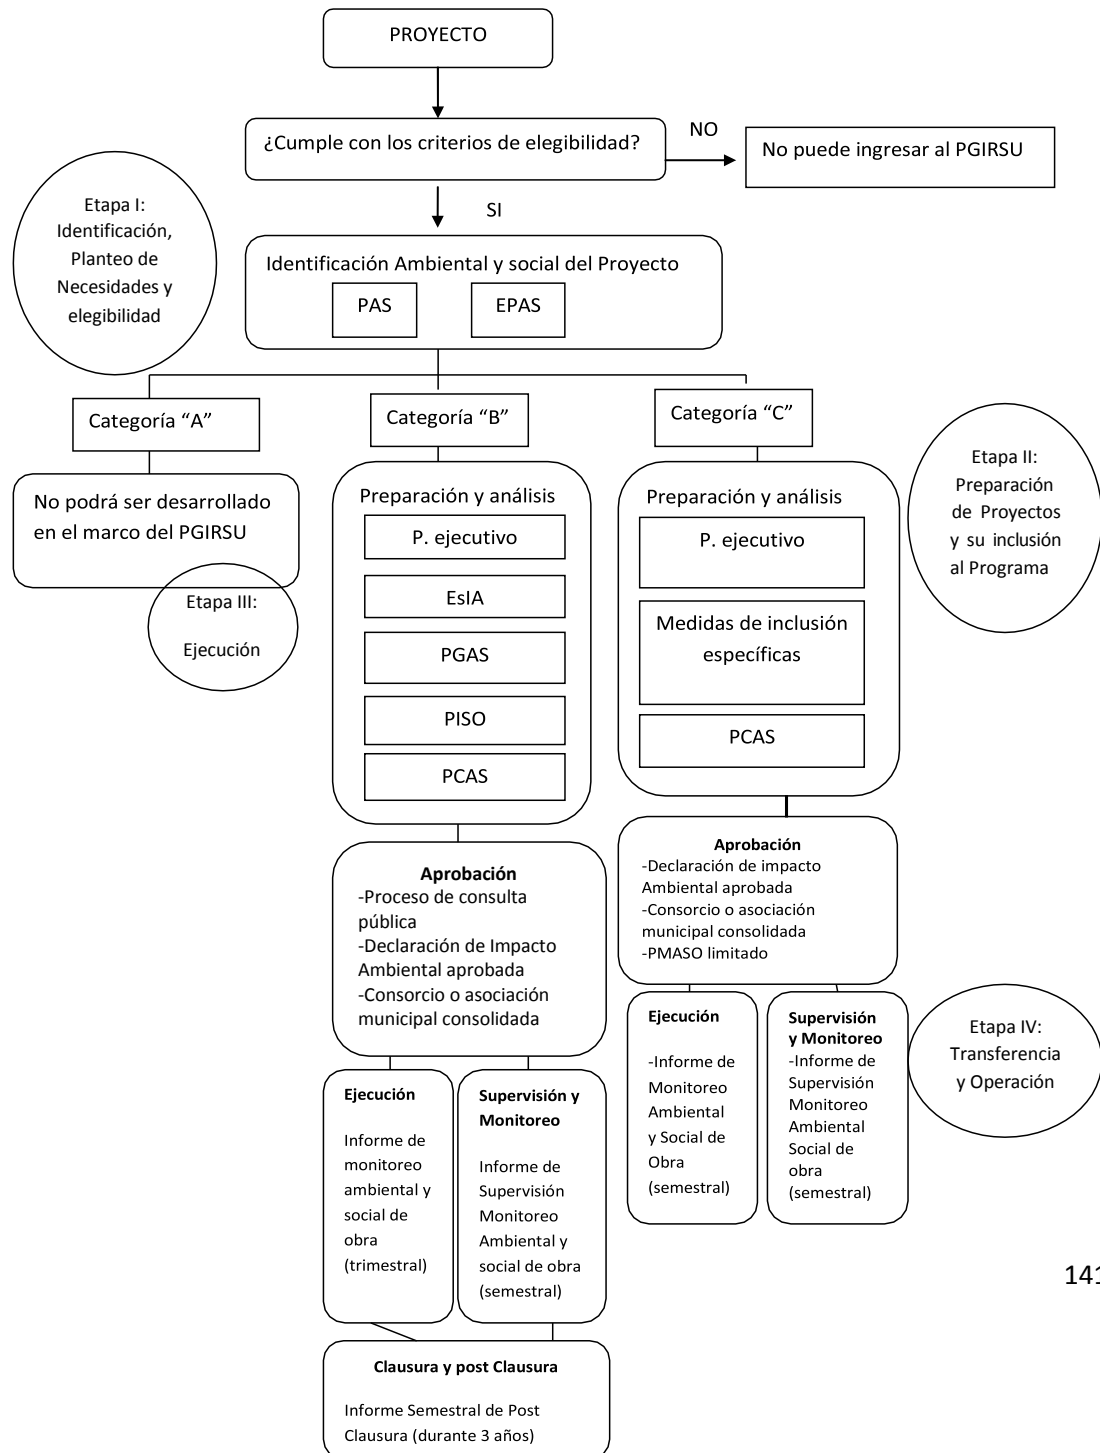 PROYECTO
¿Cumple con los criterios de elegibilidad?
NO
No puede ingresar al PGIRSU
SI
Etapa I:
Identificación,
Planteo de
Necesidades y
elegibilidad
Identificación Ambiental y social del Proyecto
PAS
EPAS
Categoría “A”
Categoría “B”
Categoría “C”
No podrá ser desarrollado
en el marco del PGIRSU
Etapa III:
Ejecución
Preparación y análisis
P. ejecutivo
EsIA
PGAS
PISO
PCAS
Preparación y análisis
P. ejecutivo
Medidas de inclusión
específicas
PCAS
Etapa II:
Preparación
de Proyectos
y su inclusión
al Programa
Aprobación
-Proceso de consulta
pública
-Declaración de Impacto
Ambiental aprobada
-Consorcio o asociación
municipal consolidada
Aprobación
-Declaración de impacto
Ambiental aprobada
-Consorcio o asociación
municipal consolidada
-PMASO limitado
Ejecución
Informe de
monitoreo
ambiental y
social de
obra
(trimestral)
Supervisión y
Monitoreo
Informe de
Supervisión
Monitoreo
Ambiental y
social de obra
(semestral)
Ejecución
-Informe de
Monitoreo
Ambiental
y Social de
Obra
(semestral)
Supervisión
y Monitoreo
-Informe de
Supervisión
Monitoreo
Ambiental
Social de
obra
(semestral)
Etapa IV:
Transferencia
y Operación
141
Clausura y post Clausura
Informe Semestral de Post
Clausura (durante 3 años)